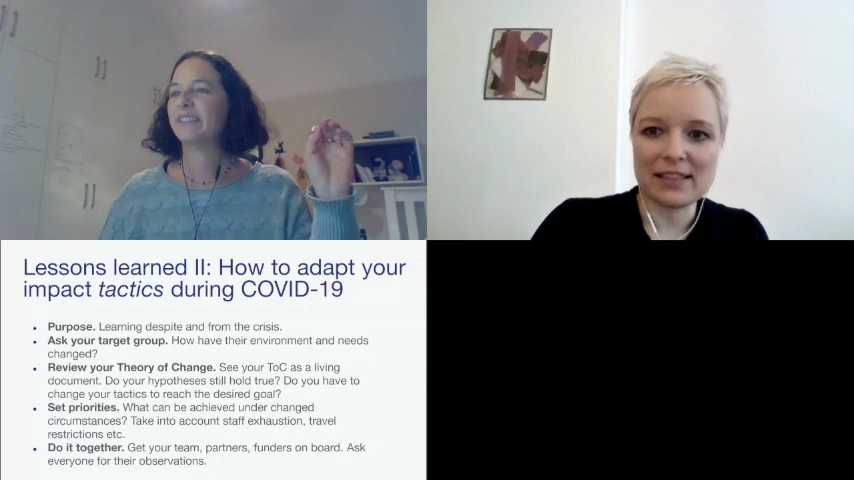 Lessons learned II: How to adapt your
impact tactics during COVID-19
Purpose. Learning despite and from the crisis.
Ask your target group. How have their environment and needs
changed?
Review your Theory of Change. See your ToC as a living
document. Do your hypotheses still hold true? Do you have to
change your tactics to reach the desired goal?
Set priorities. What can be achieved under changed
circumstances? Take into account staff exhaustion, travel
restrictions etc.
Do it together. Get your team, partners, funders on board. Ask
everyone for their observations.